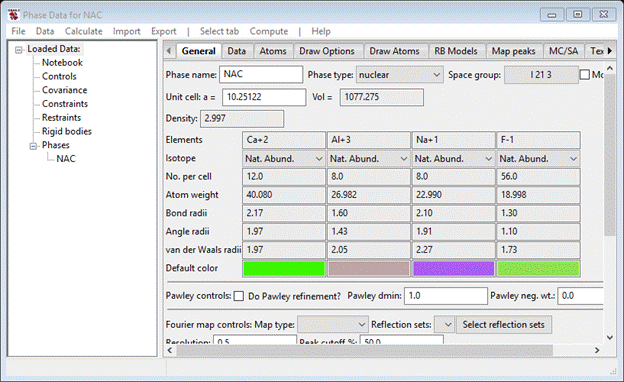 Phase Data for NAC
File Data Calculate Import Export | Select tab Compute | Help
Loaded Data:
Notebook
Controls
Covariance
Constraints
Restraints
Rigid bodies
Phases
NAC
General Data Atoms Draw Options Draw Atoms RB Models Map peaks MC/SA
Phase name: NAC Phase type: nuclear Space group: I 21 3
Unit cell: a = 10.25122 Vol = 1077.275
Density: 2.997
Elements Ca+2 Al+3 Na+1 F-1
Isotope Nat. Abund. Nat. Abund. Nat. Abund. Nat. Abund.
No. per cell 12.0 8.0 8.0 56.0
Atom weight 40.080 26.982 22.990 18.998
Bond radii 2.17 1.60 2.10 1.30
Angle radii 1.97 1.43 1.91 1.10
van der Waals radii 1.97 2.05 2.27 1.73
Default color
Pawley controls: Do Pawley refinement? Pawley dmin: 1.0 Pawley neg. wt.: 0.0
Fourier map controls: Map type: Reflection sets: Select reflection sets
Resolution: 0.5 Peak cutoff %: 50.0